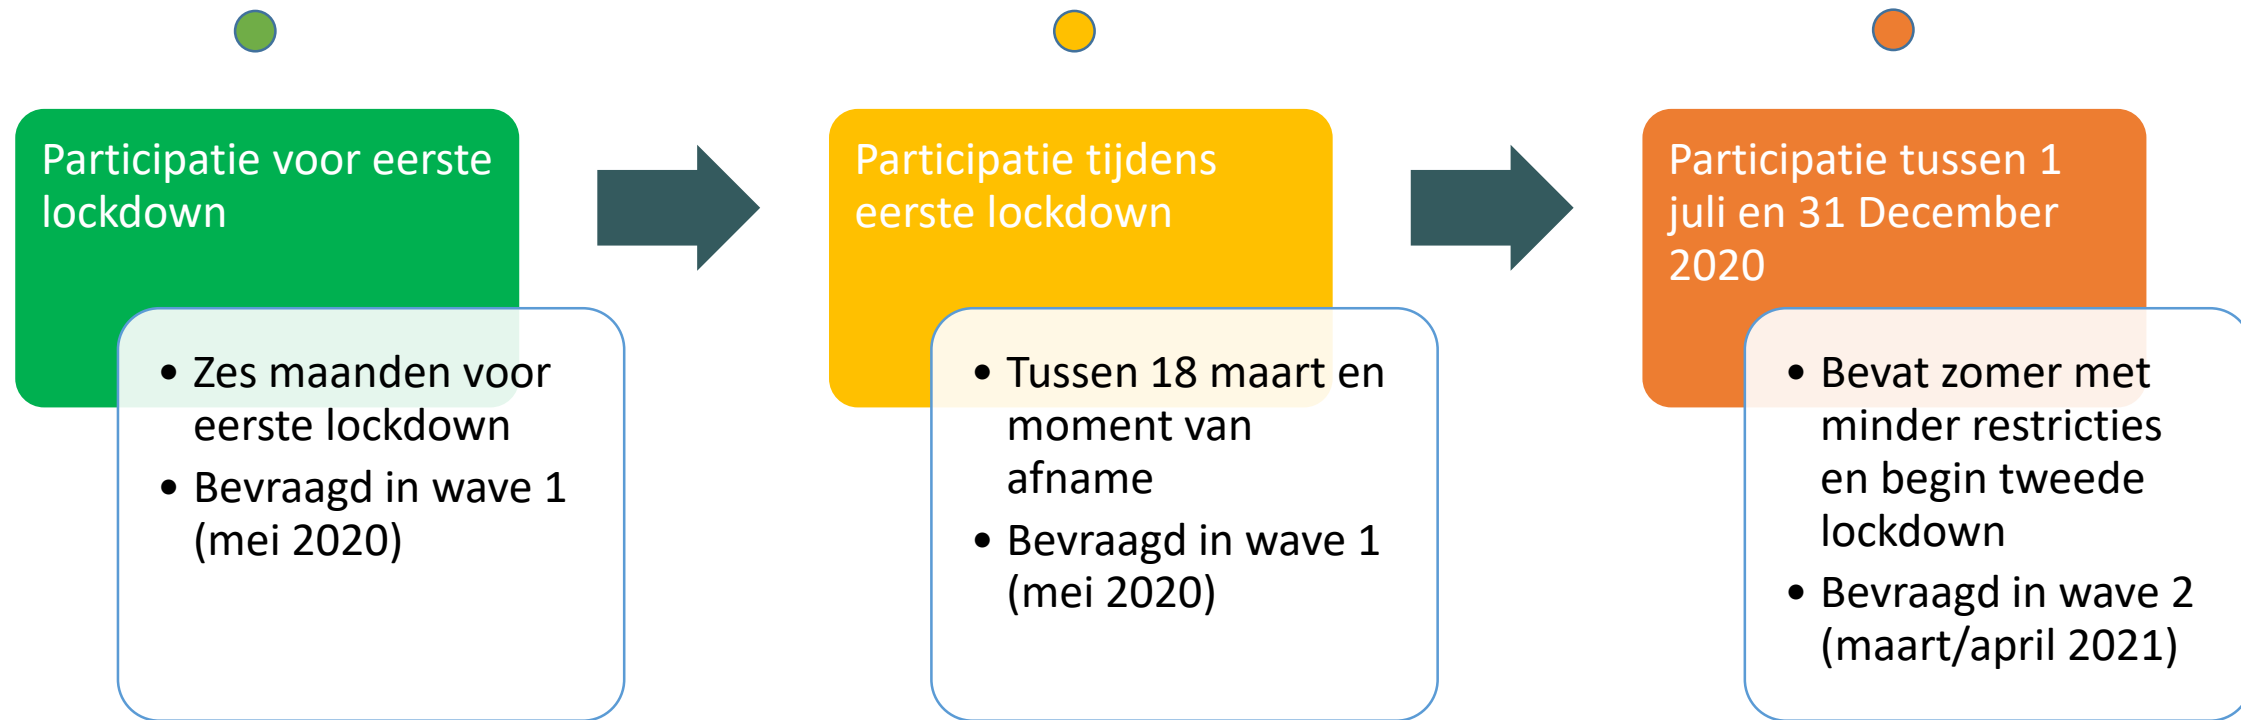 Participatie voor eerste
lockdown
• Zes maanden voor
eerste lockdown
• Bevraagd in wave 1
(mei 2020)
Participatie tijdens
eerste lockdown
• Tussen 18 maart en
moment van
afname
• Bevraagd in wave 1
(mei 2020)
Participatie tussen 1
juli en 31 December
2020
• Bevat zomer met
minder restricties
en begin tweede
lockdown
• Bevraagd in wave 2
(maart/april 2021)